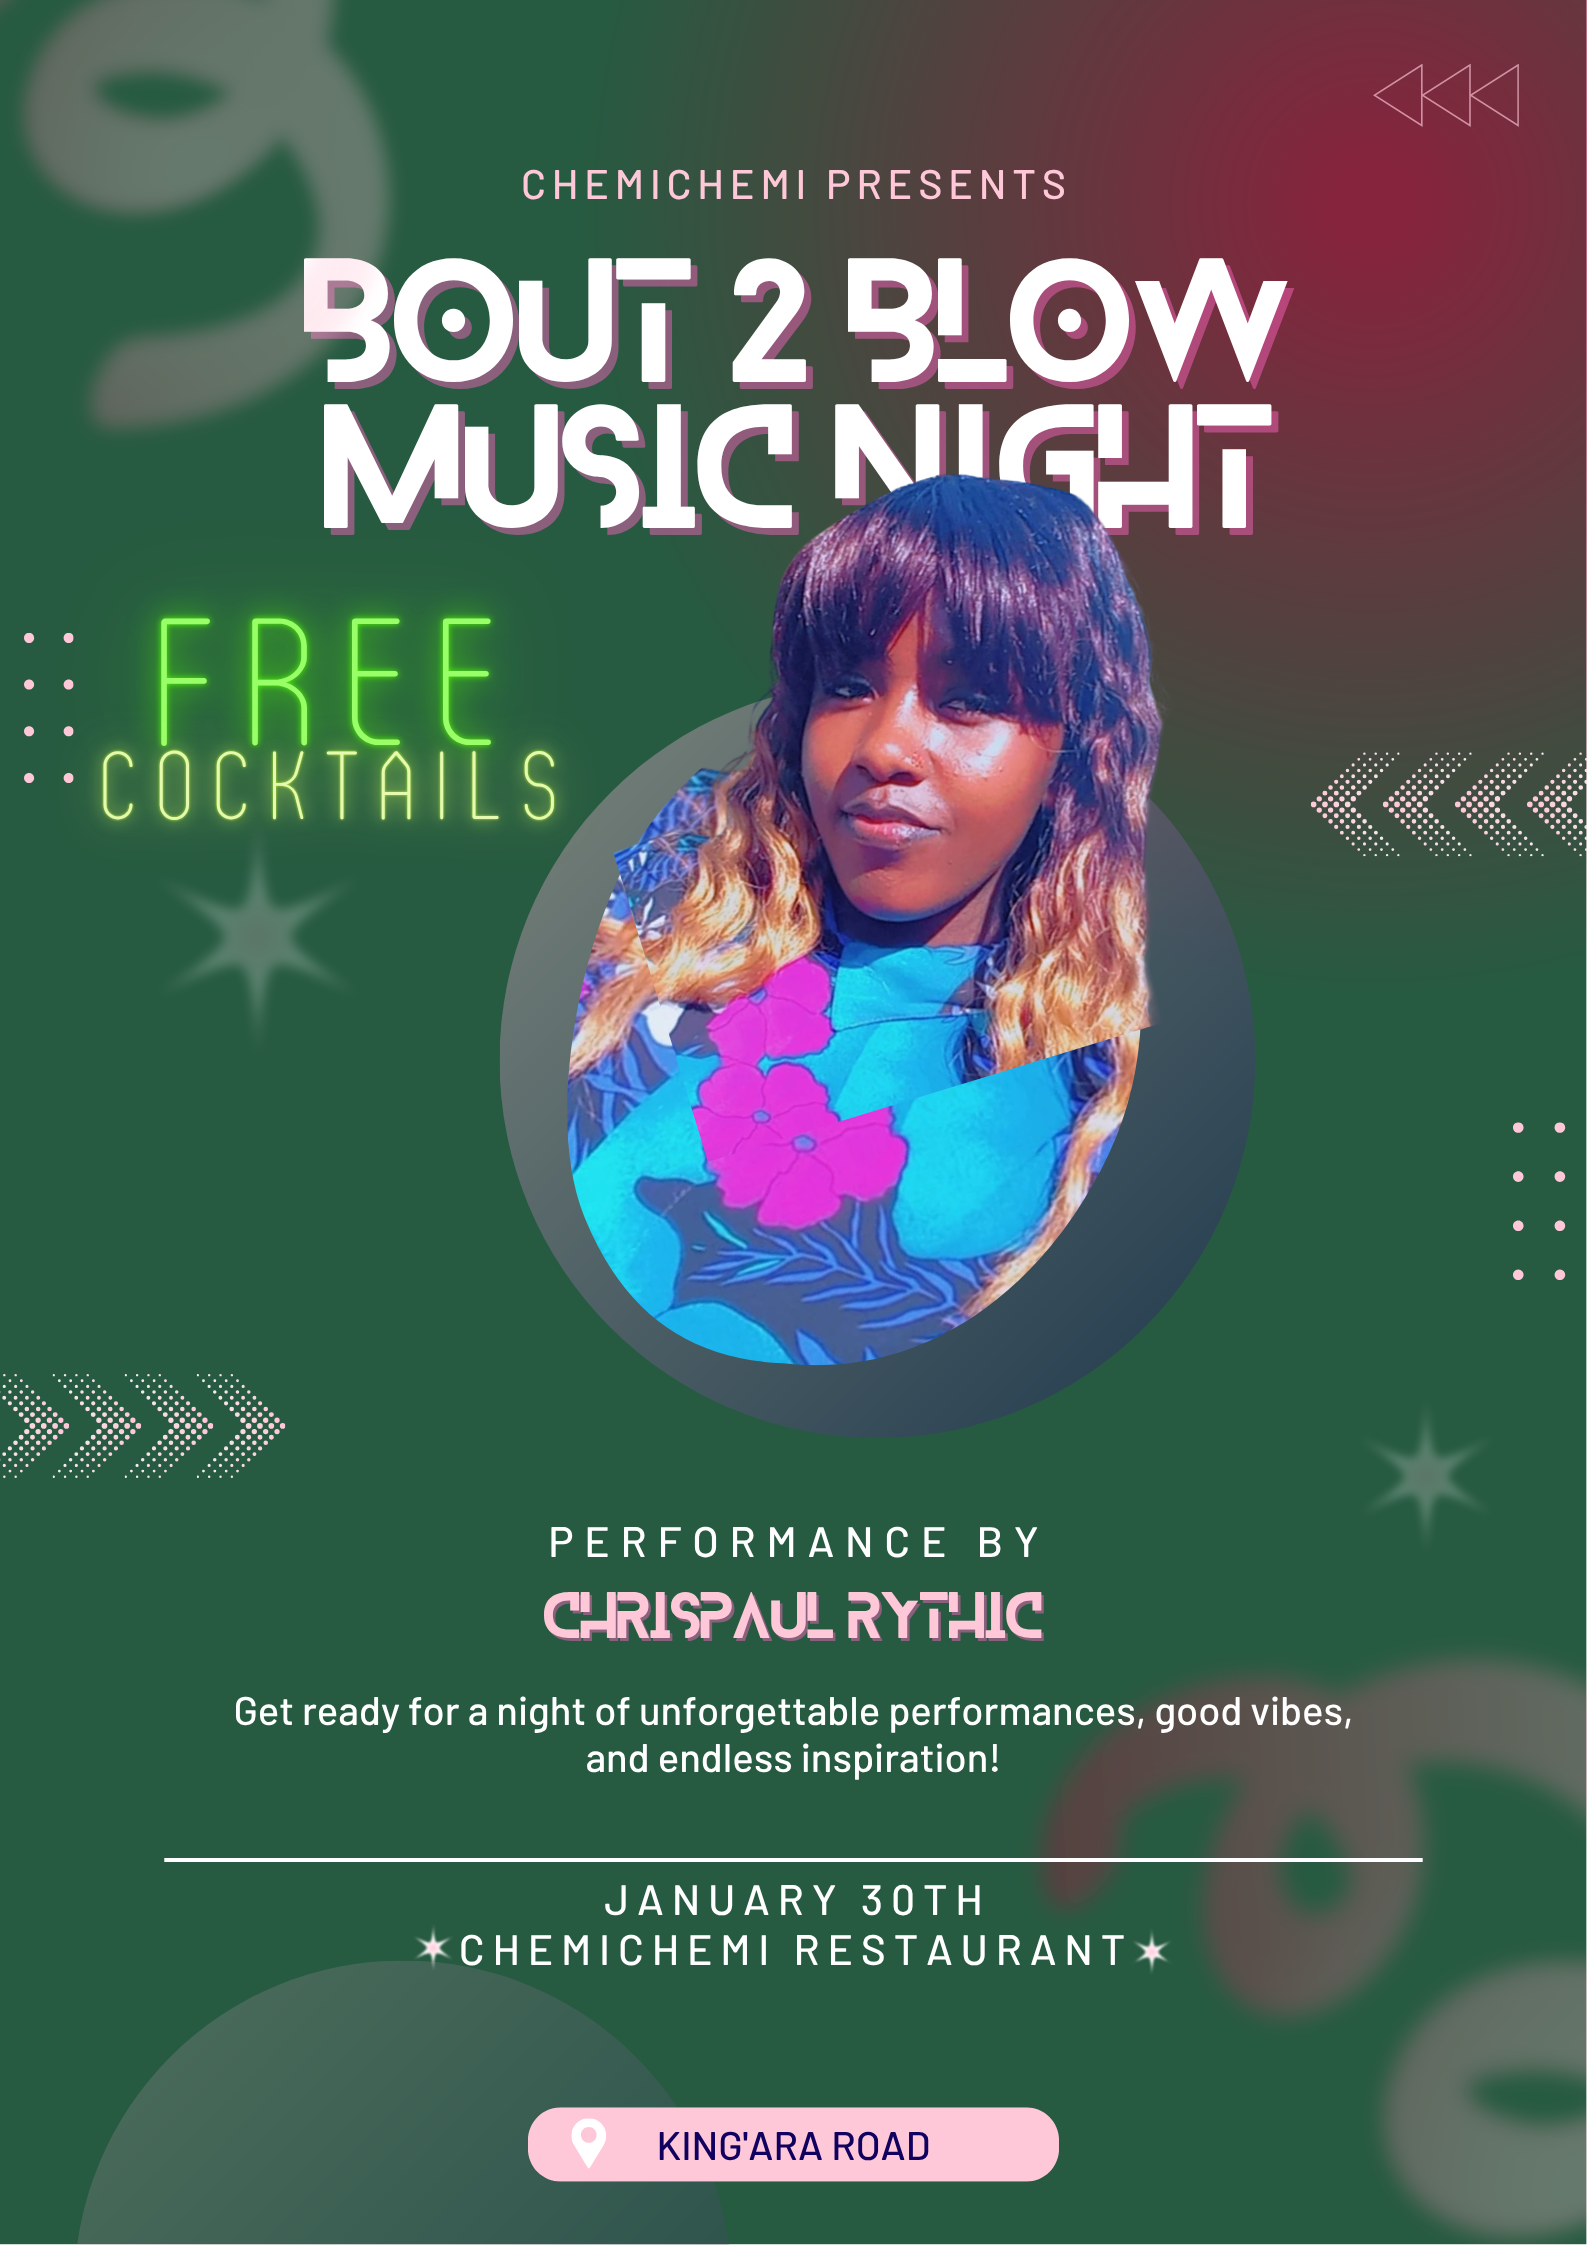 CHEMICHEMI PRESENTS
BOUT 2 BLOW
MUSIC NIGHT
FREE
COCKTAILS
PERFORMANCE BY
CHRISPAUL RYTHIC
Get ready for a night of unforgettable performances, good vibes,
and endless inspiration!
JANUARY 30TH
CHEMICHEMI RESTAURANT
KING'ARA ROAD